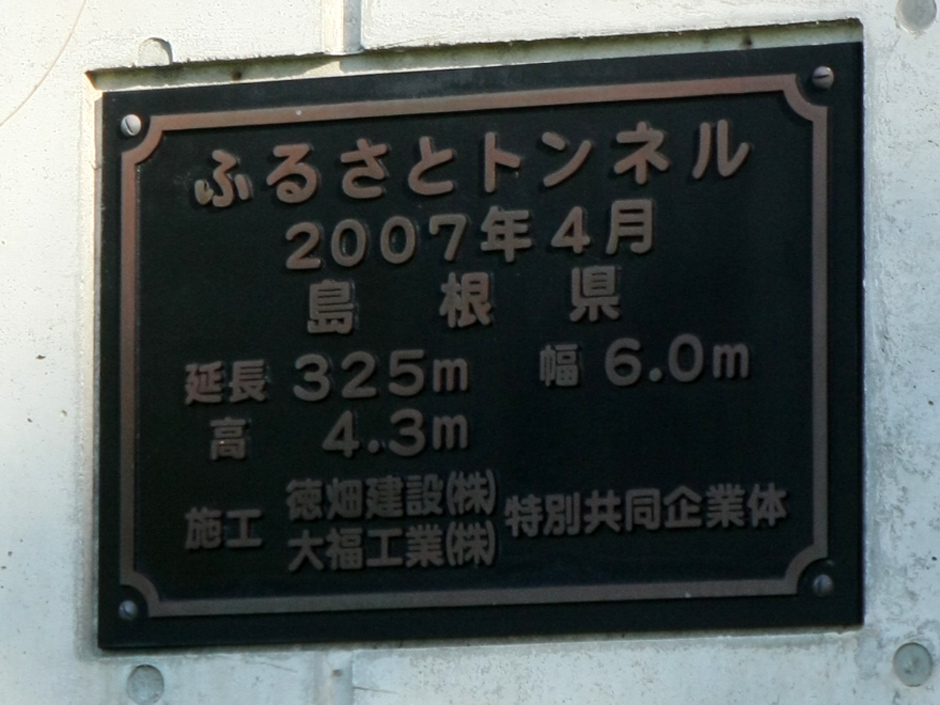 ふるさとトンネル
2007年4月
島根県
延長 325m 幅 6.0m
高 4.3m
施工 徳畑建設(株) 特別共同企業体
大福工業(株)